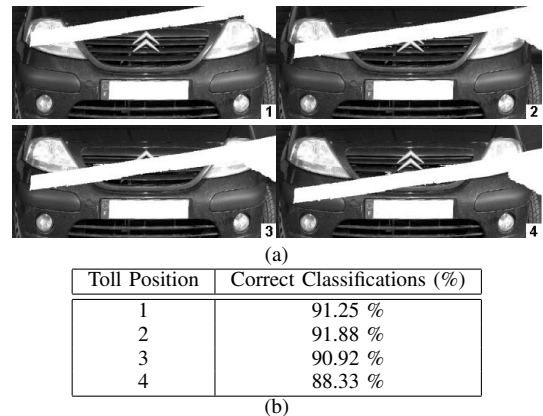 1
2
3
4
(a)
Toll Position Correct Classifications (%)
1 91.25 %
2 91.88 %
3 90.92 %
4 88.33 %
(b)